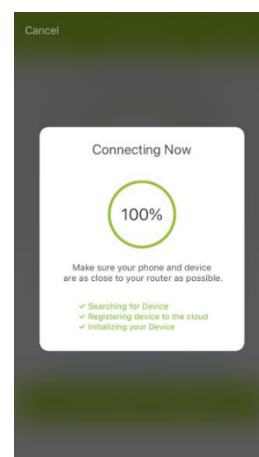 Cancel
Connecting Now
100%
Make sure your phone and device
are as close to your router as possible.
✓ Searching for Device
✓ Registering device to the cloud
✓ Initializing your Device